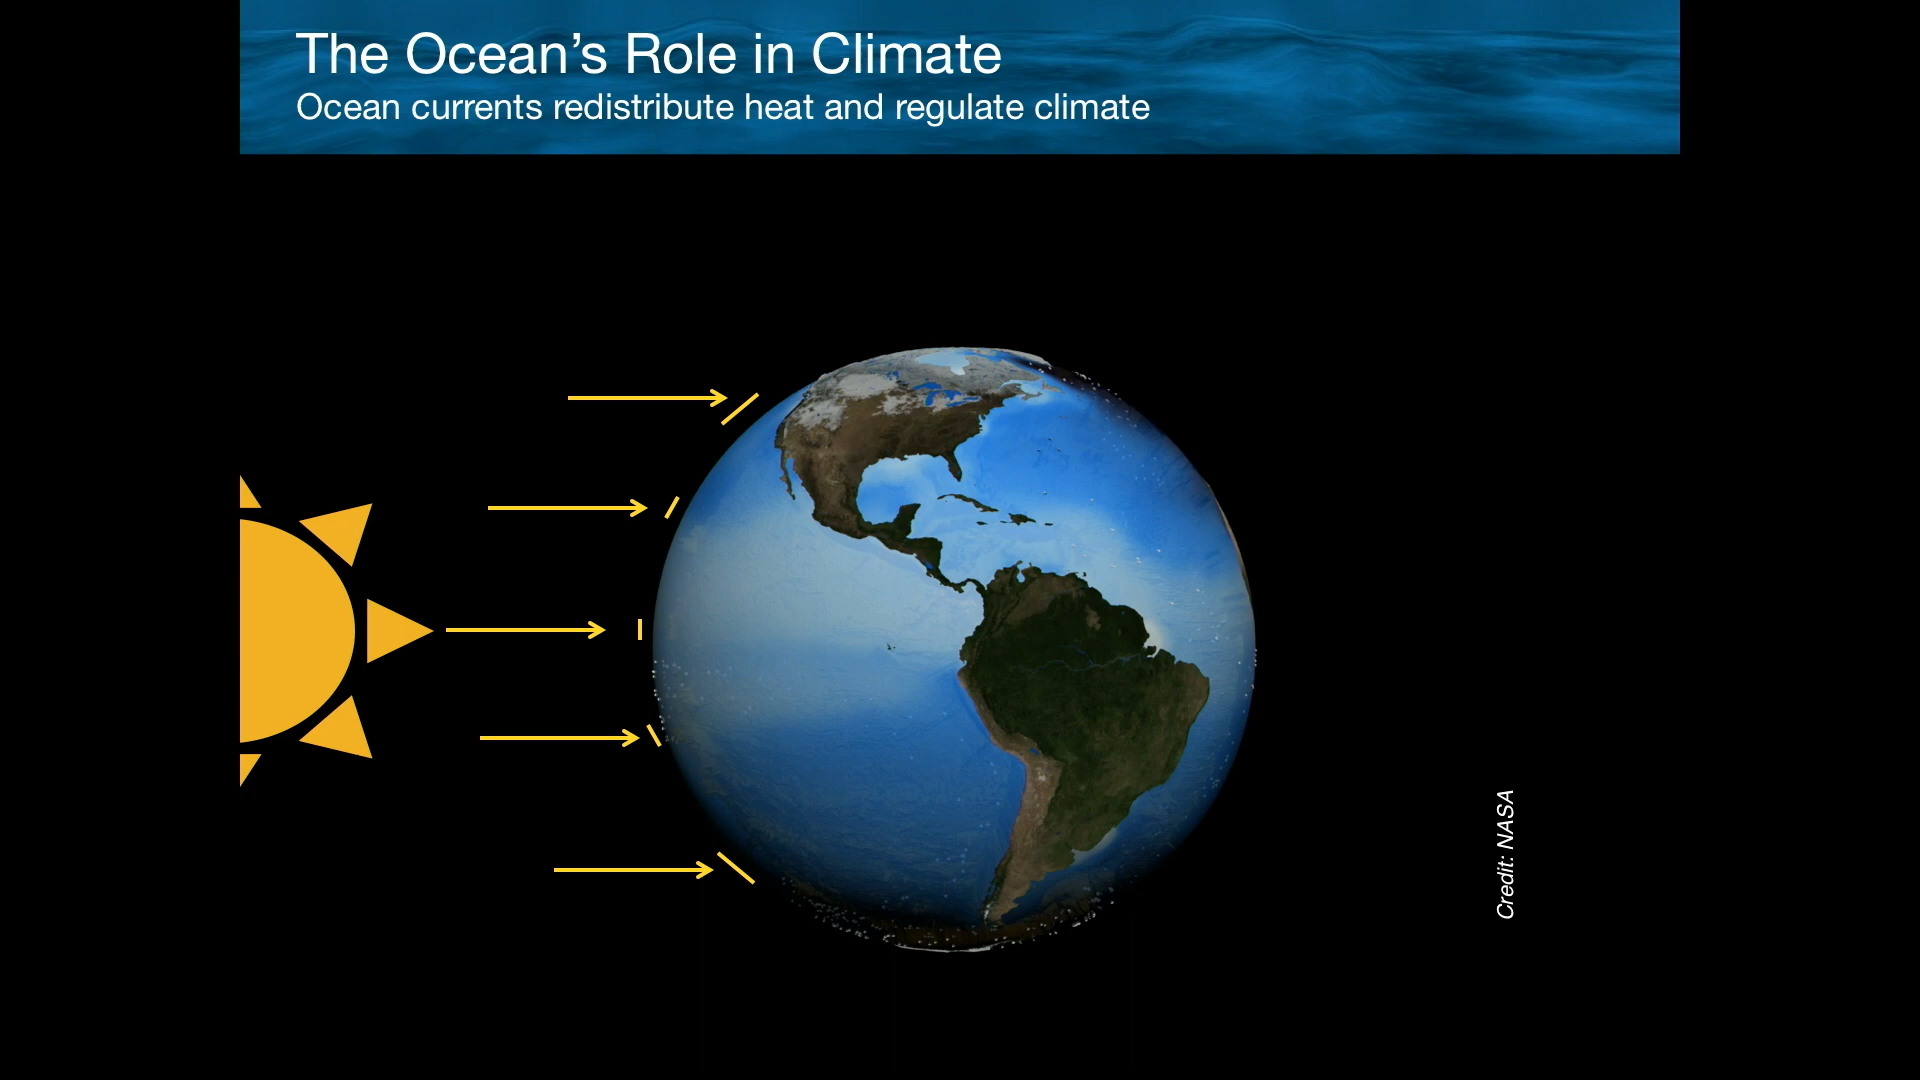 The Ocean’s Role in Climate
Ocean currents redistribute heat and regulate climate
Credit: NASA